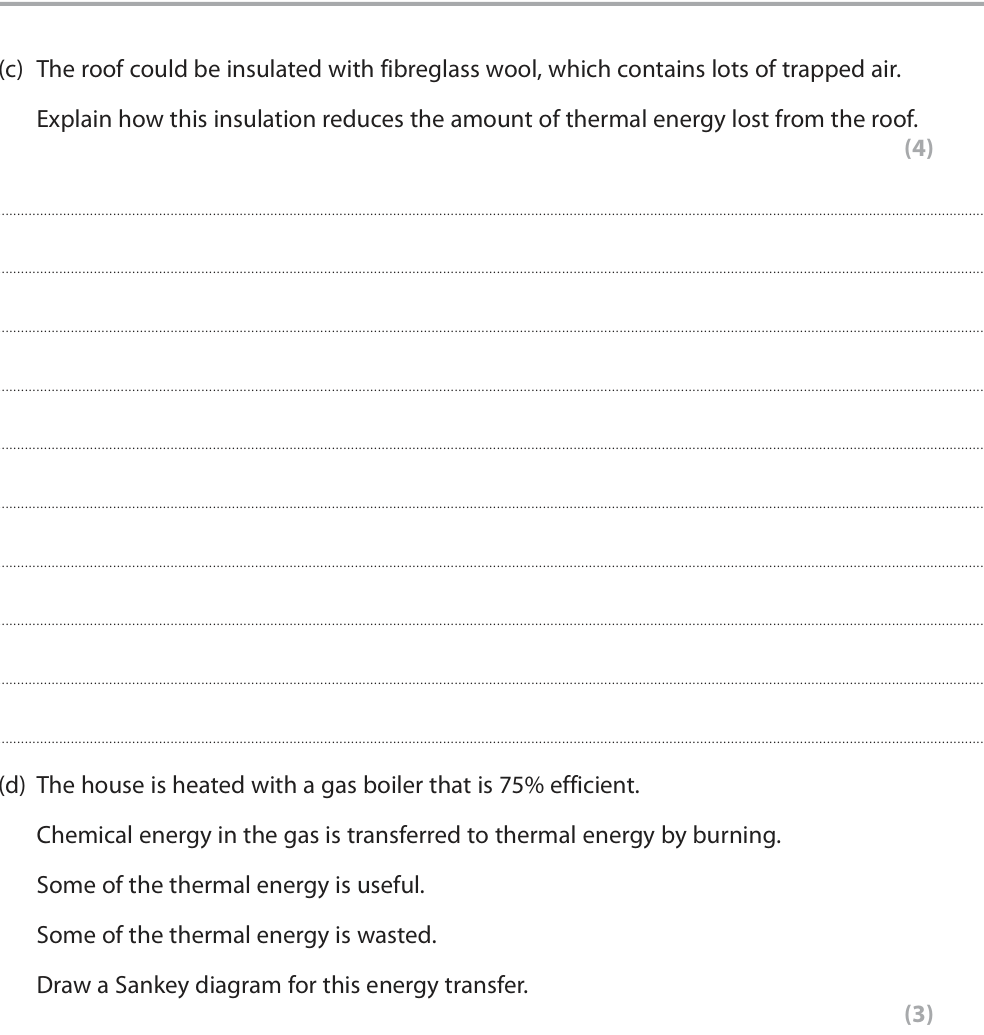 (c) The roof could be insulated with fibreglass wool, which contains lots of trapped air.
Explain how this insulation reduces the amount of thermal energy lost from the roof.
(4)
(d) The house is heated with a gas boiler that is 75% efficient.
Chemical energy in the gas is transferred to thermal energy by burning.
Some of the thermal energy is useful.
Some of the thermal energy is wasted.
Draw a Sankey diagram for this energy transfer.
(3)